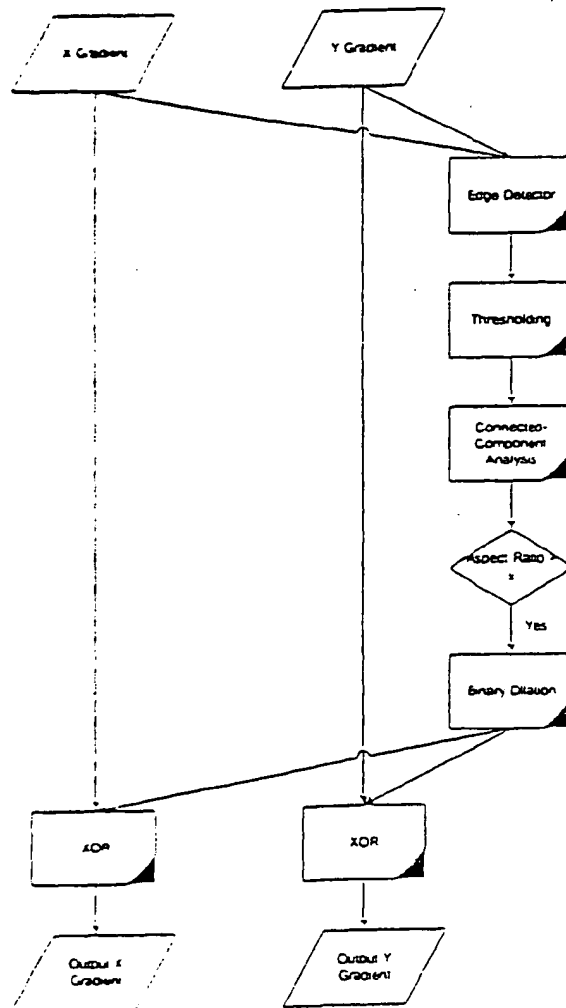 X Gradient
Y Gradient
Edge Detector
Thresholding
Connected-
Component
Analysis
Aspect Ratio >
x
Yes
Binary Dilation
XOR
XOR
Output X
Gradient
Output Y
Gradient